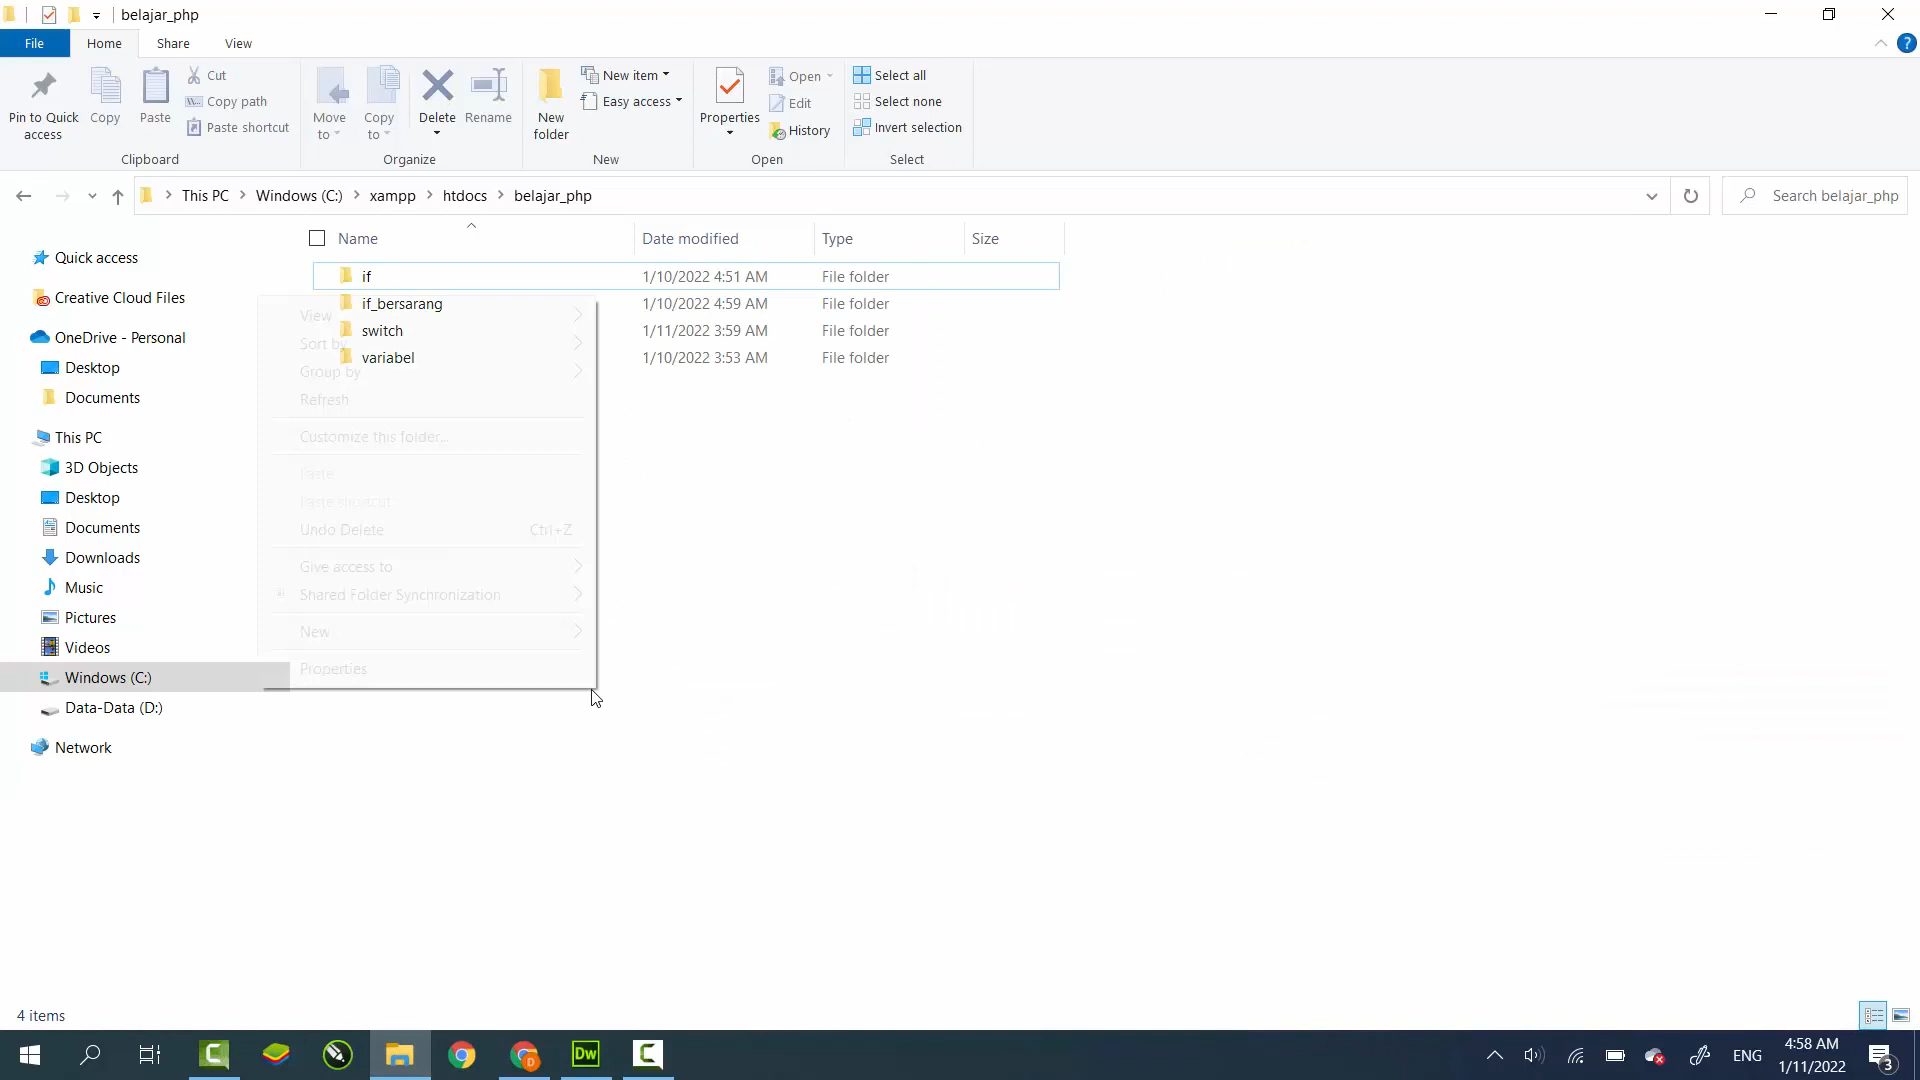 belajar_php
File Home Share View
Pin to Quick access
Copy
Paste
Cut
Copy path
Paste shortcut
Clipboard
Move to
Copy to
Delete
Rename
Organize
New folder
New item
Easy access
New
Properties
Open
Edit
History
Open
Select all
Select none
Invert selection
Select
This PC Windows (C:) xampp htdocs belajar_php
Search belajar_php
Name Date modified Type Size
if 1/10/2022 4:51 AM File folder
if_bersarang 1/10/2022 4:59 AM File folder
switch 1/11/2022 3:59 AM File folder
variabel 1/10/2022 3:53 AM File folder
Quick access
Creative Cloud Files
OneDrive - Personal
Desktop
Documents
This PC
3D Objects
Desktop
Documents
Downloads
Music
Pictures
Videos
Windows (C:)
Data-Data (D:)
Network
View
Sort by
Group by
Refresh
Customize this folder...
Paste
Paste shortcut
Undo Delete Ctrl+Z
Give access to
Shared Folder Synchronization
New
Properties
4 items
Dw
ENG
4:58 AM
1/11/2022
3